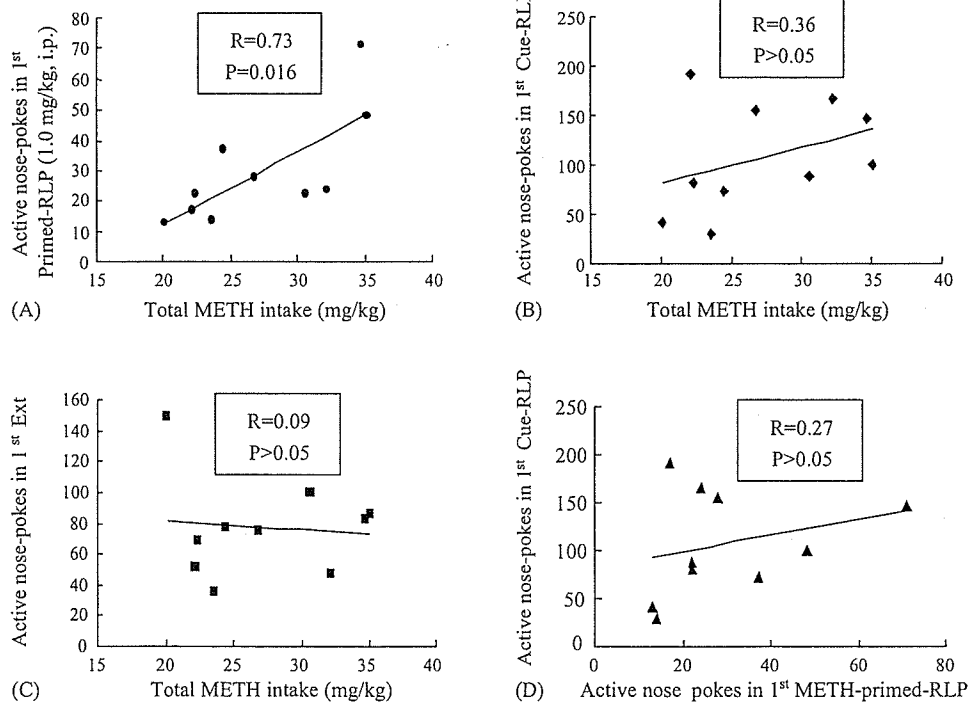 Active nose-pokes in 1st
Primed-RLP (1.0 mg/kg, i.p.)
80
70
60
50
40
30
20
10
0
R=0.73
P=0.016
15
20
25
30
35
40
(A)
Total METH intake (mg/kg)
Active nose-pokes in 1st Cue-RLP
250
200
150
100
50
0
R=0.36
P>0.05
15
20
25
30
35
40
(B)
Total METH intake (mg/kg)
Active nose-pokes in 1 st Ext
160
140
120
100
80
60
40
20
0
R=0.09
P>0.05
15
20
25
30
35
40
(C)
Total METH intake (mg/kg)
Active nose-pokes in 1st Cue-RLP
250
200
150
100
50
0
R=0.27
P>0.05
0
20
40
60
80
(D)
Active nose pokes in 1st METH-primed-RLP